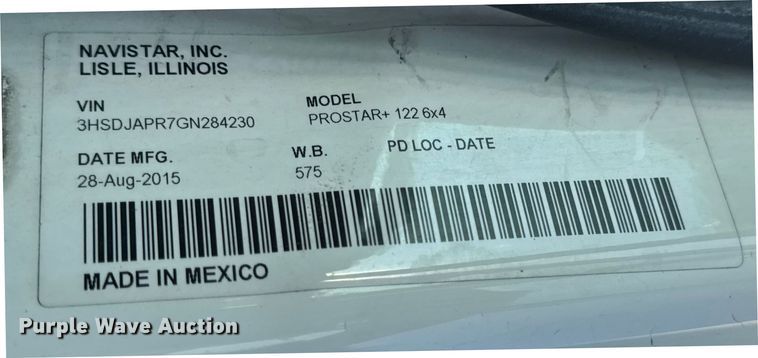 NAVISTAR, INC.
LISLE, ILLINOIS
VIN
3HSDJAPR7GN284230
MODEL
PROSTAR+ 122 6x4
DATE MFG.
28-Aug-2015
W.B.
575
PD LOC - DATE
MADE IN MEXICO
Purple Wave Auction